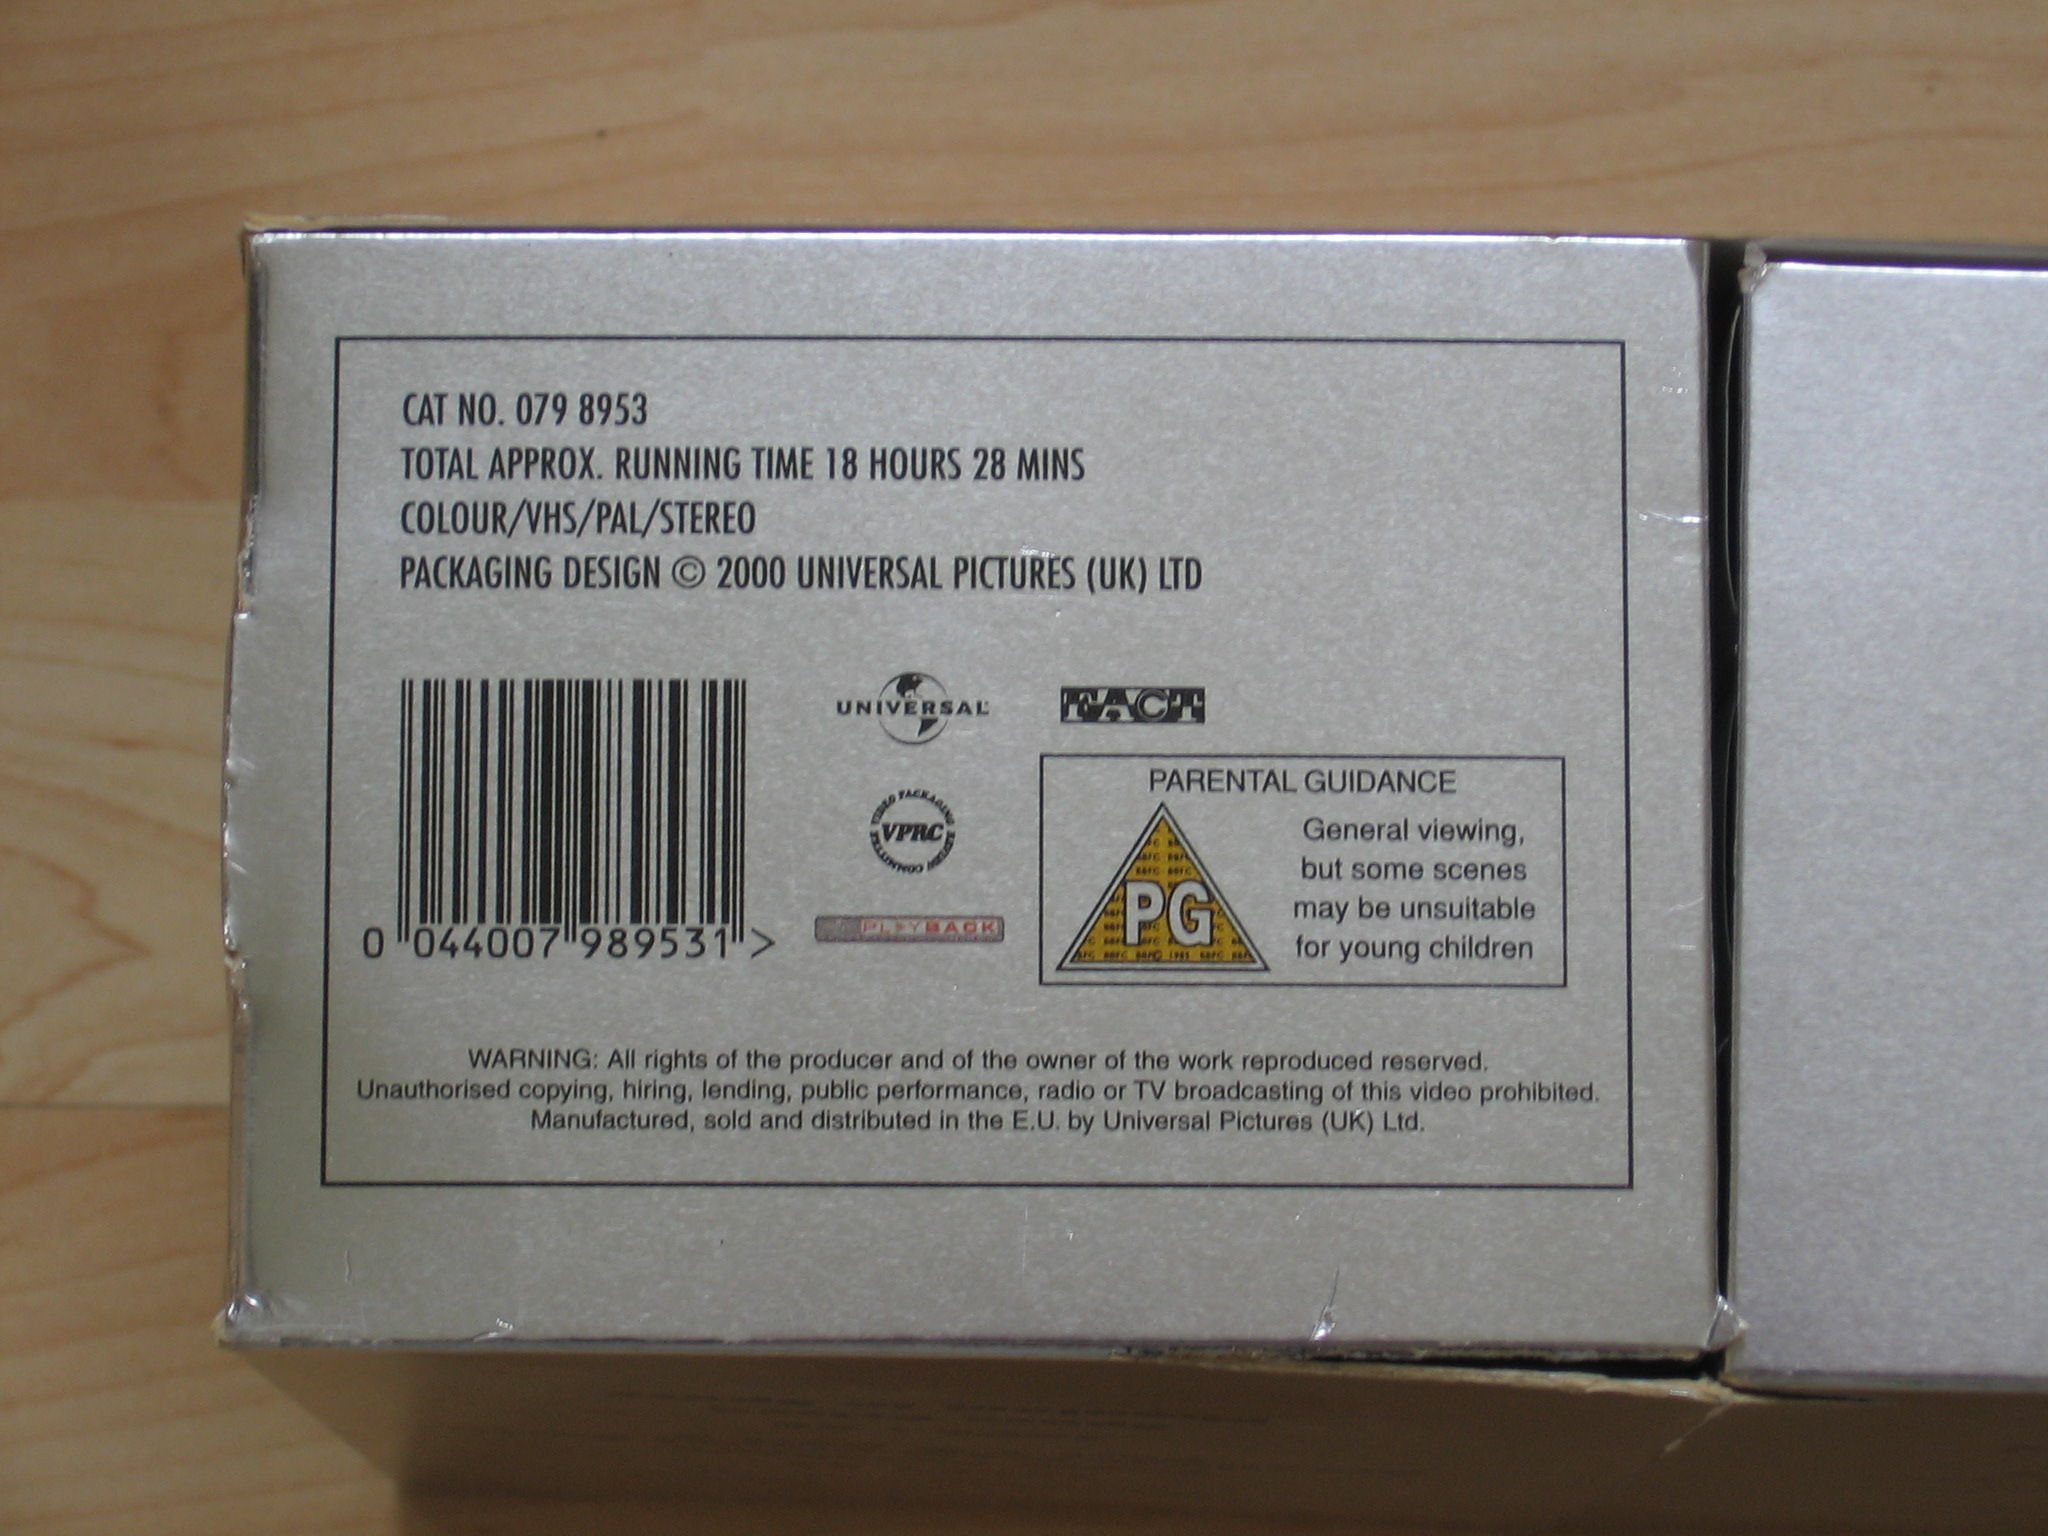 CAT NO. 079 8953
TOTAL APPROX. RUNNING TIME 18 HOURS 28 MINS
COLOUR/VHS/PAL/STEREO
PACKAGING DESIGN © 2000 UNIVERSAL PICTURES (UK) LTD
UNIVERSAL
FACT
VIDEO PACKAGING REVIEW COMMITTEE
VPRC
PLAYBACK
0 044007 989531 >
PARENTAL GUIDANCE
PG
General viewing,
but some scenes
may be unsuitable
for young children
WARNING: All rights of the producer and of the owner of the work reproduced reserved.
Unauthorised copying, hiring, lending, public performance, radio or TV broadcasting of this video prohibited.
Manufactured, sold and distributed in the E.U. by Universal Pictures (UK) Ltd.